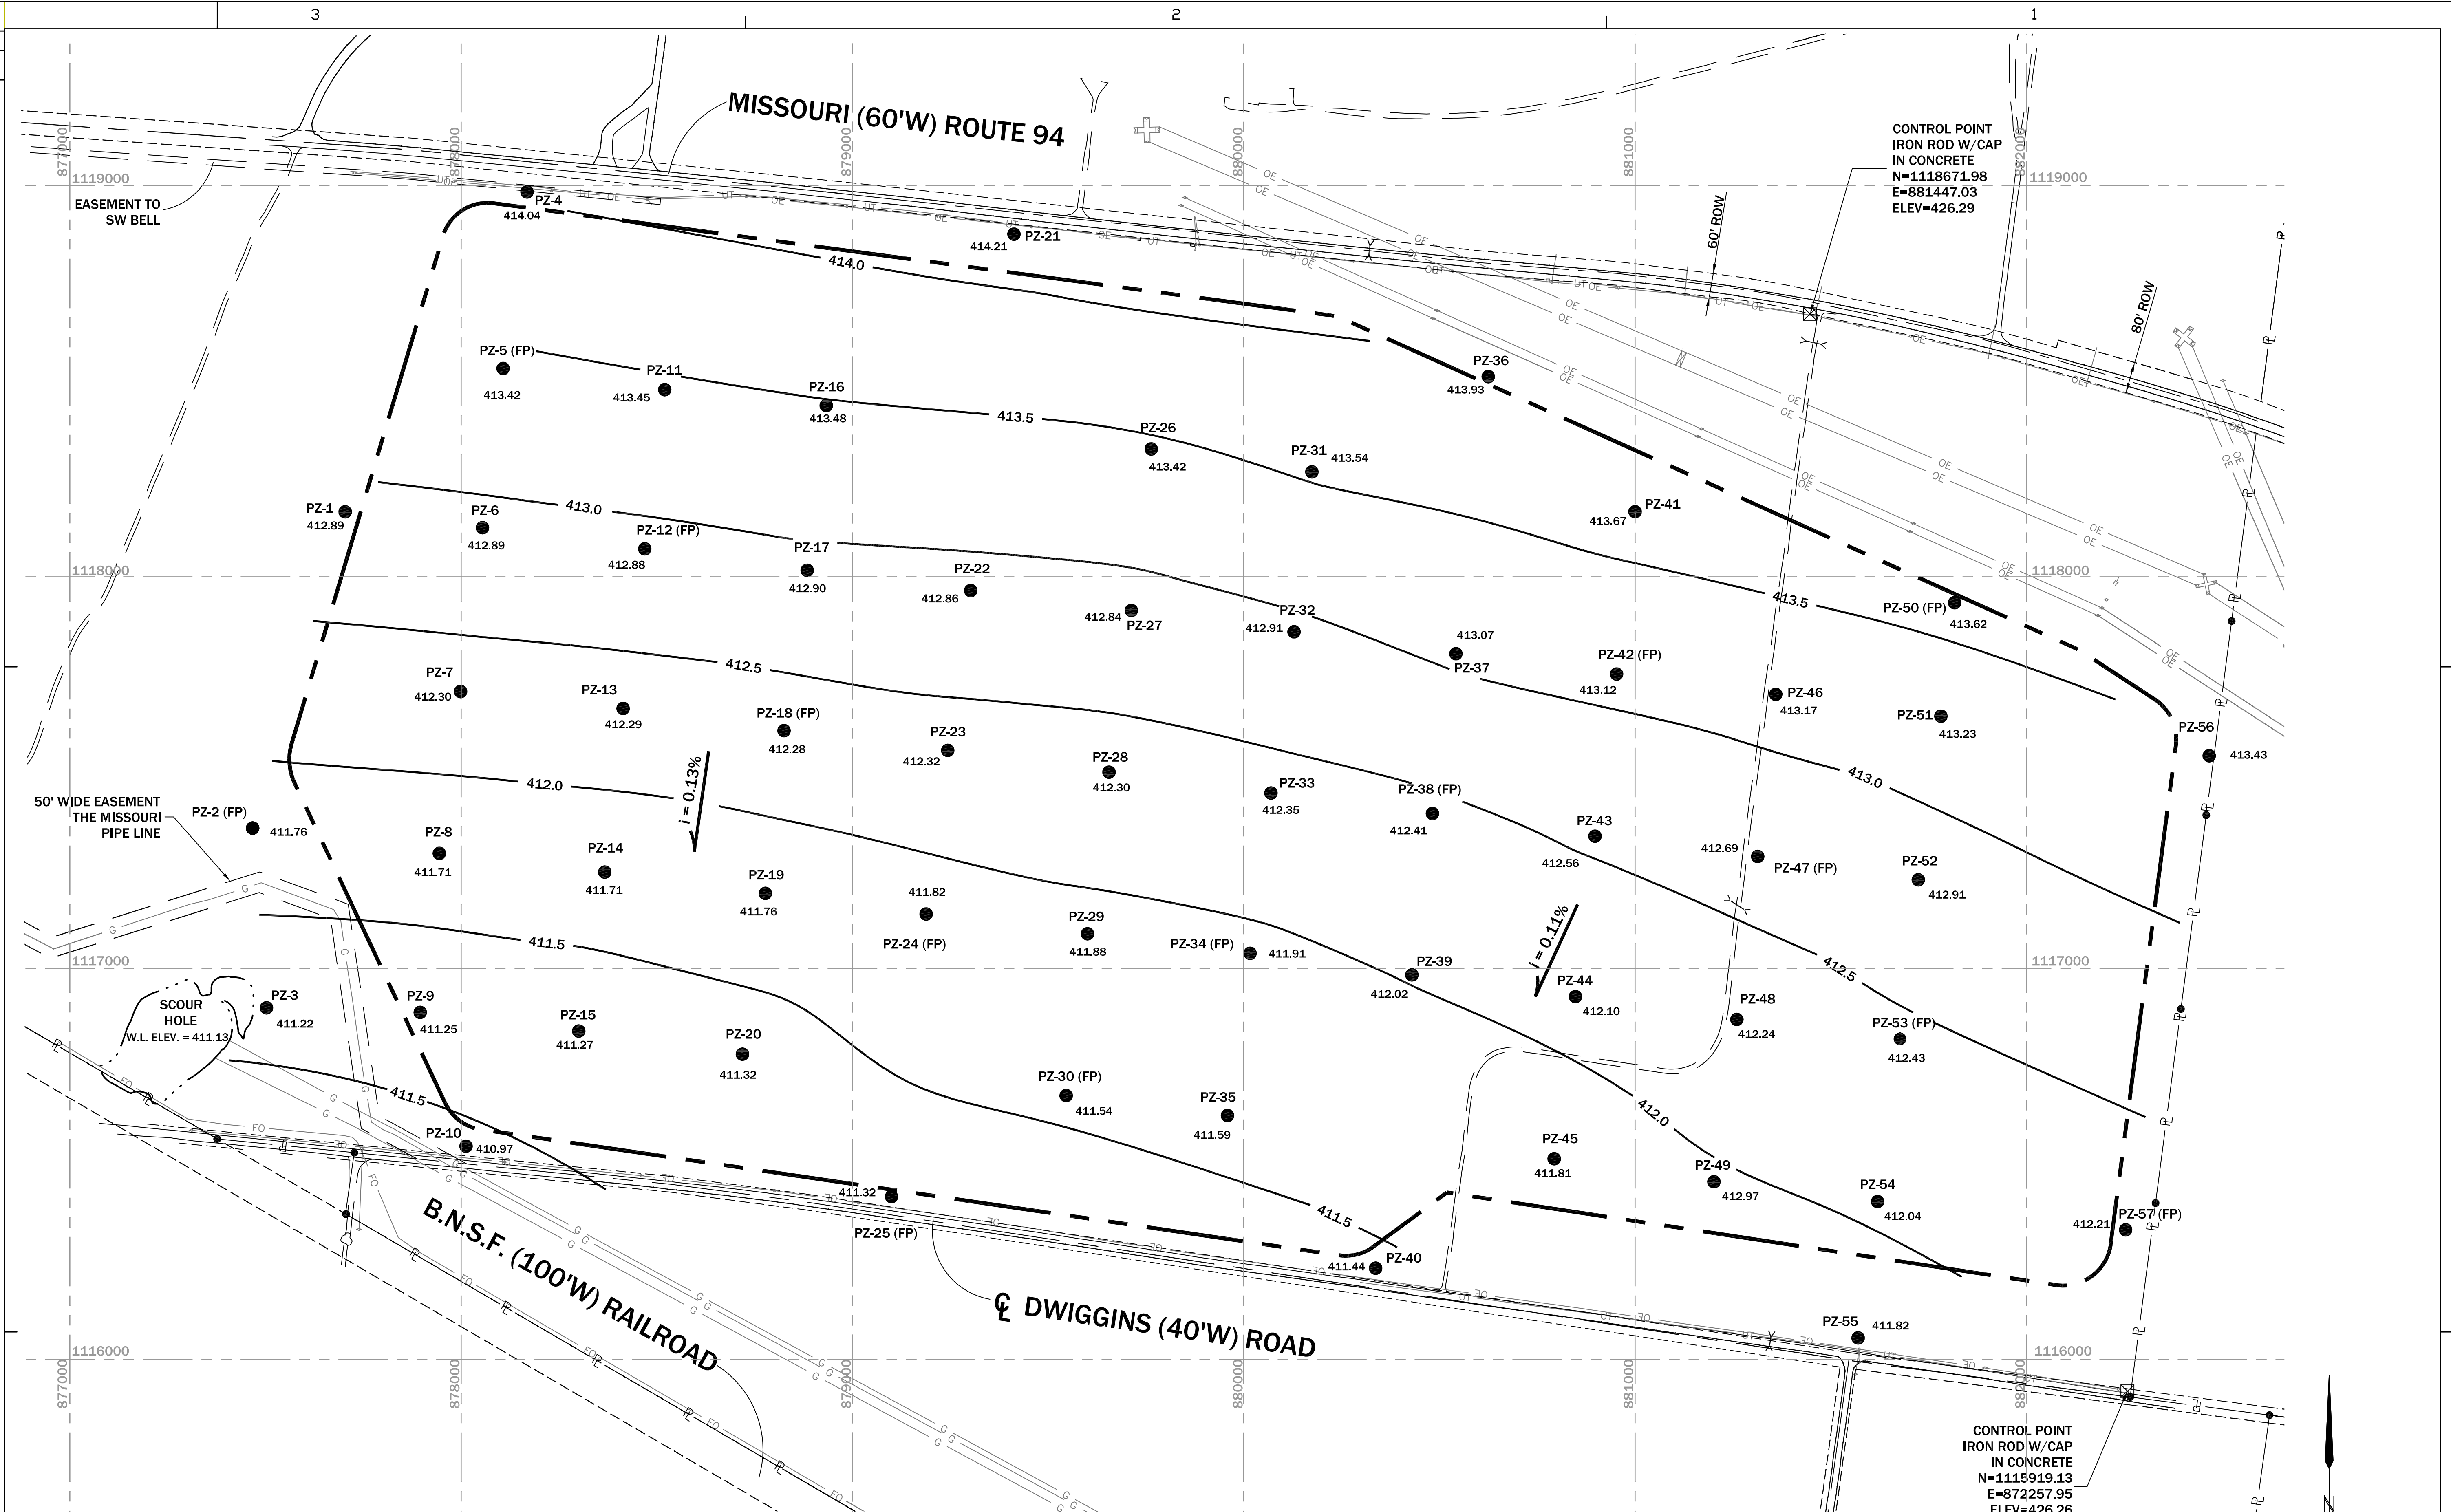 3
2
1
MISSOURI (60'W) ROUTE 94
877000
878000
879000
880000
881000
882000
CONTROL POINT
IRON ROD W/CAP
IN CONCRETE
N=1118671.98
E=881447.03
ELEV=426.29
1119000
1119000
EASEMENT TO
SW BELL
PZ-4
414.04
PZ-21
414.21
414.0
60' ROW
80' ROW
PZ-5 (FP)
413.42
PZ-11
413.45
PZ-16
413.48
413.5
PZ-36
413.93
PZ-26
413.42
PZ-31
413.54
PZ-1
412.89
PZ-6
412.89
413.0
PZ-12 (FP)
412.88
PZ-17
412.90
PZ-41
413.67
1118000
1118000
PZ-22
412.86
412.84
PZ-27
PZ-32
412.91
413.5
PZ-50 (FP)
413.62
413.07
PZ-37
PZ-42 (FP)
413.12
PZ-7
412.30
412.5
PZ-13
412.29
PZ-18 (FP)
412.28
PZ-46
413.17
PZ-51
413.23
PZ-56
413.43
PZ-23
412.32
PZ-28
412.30
PZ-33
412.35
PZ-38 (FP)
412.41
413.0
412.0
i = 0.13%
50' WIDE EASEMENT
THE MISSOURI
PIPE LINE
PZ-2 (FP)
411.76
PZ-8
411.71
PZ-14
411.71
PZ-19
411.76
411.82
PZ-24 (FP)
PZ-29
411.88
PZ-34 (FP)
411.91
PZ-43
412.56
412.69
PZ-47 (FP)
PZ-52
412.91
411.5
i = 0.11%
1117000
1117000
PZ-39
412.02
PZ-44
412.10
412.5
SCOUR
HOLE
W.L. ELEV. = 411.13
PZ-3
411.22
PZ-9
411.25
PZ-15
411.27
PZ-20
411.32
PZ-48
412.24
PZ-53 (FP)
412.43
411.5
PZ-30 (FP)
411.54
PZ-35
411.59
412.0
PZ-10
410.97
PZ-45
411.81
PZ-49
412.97
PZ-54
412.04
411.32
PZ-25 (FP)
411.5
PZ-40
411.44
412.21
PZ-57 (FP)
B.N.S.F. (100'W) RAILROAD
CL DWIGGINS (40'W) ROAD
PZ-55
411.82
1116000
1116000
877000
878000
879000
880000
881000
882000
CONTROL POINT
IRON ROD W/CAP
IN CONCRETE
N=1115919.13
E=872257.95
ELEV=426.26